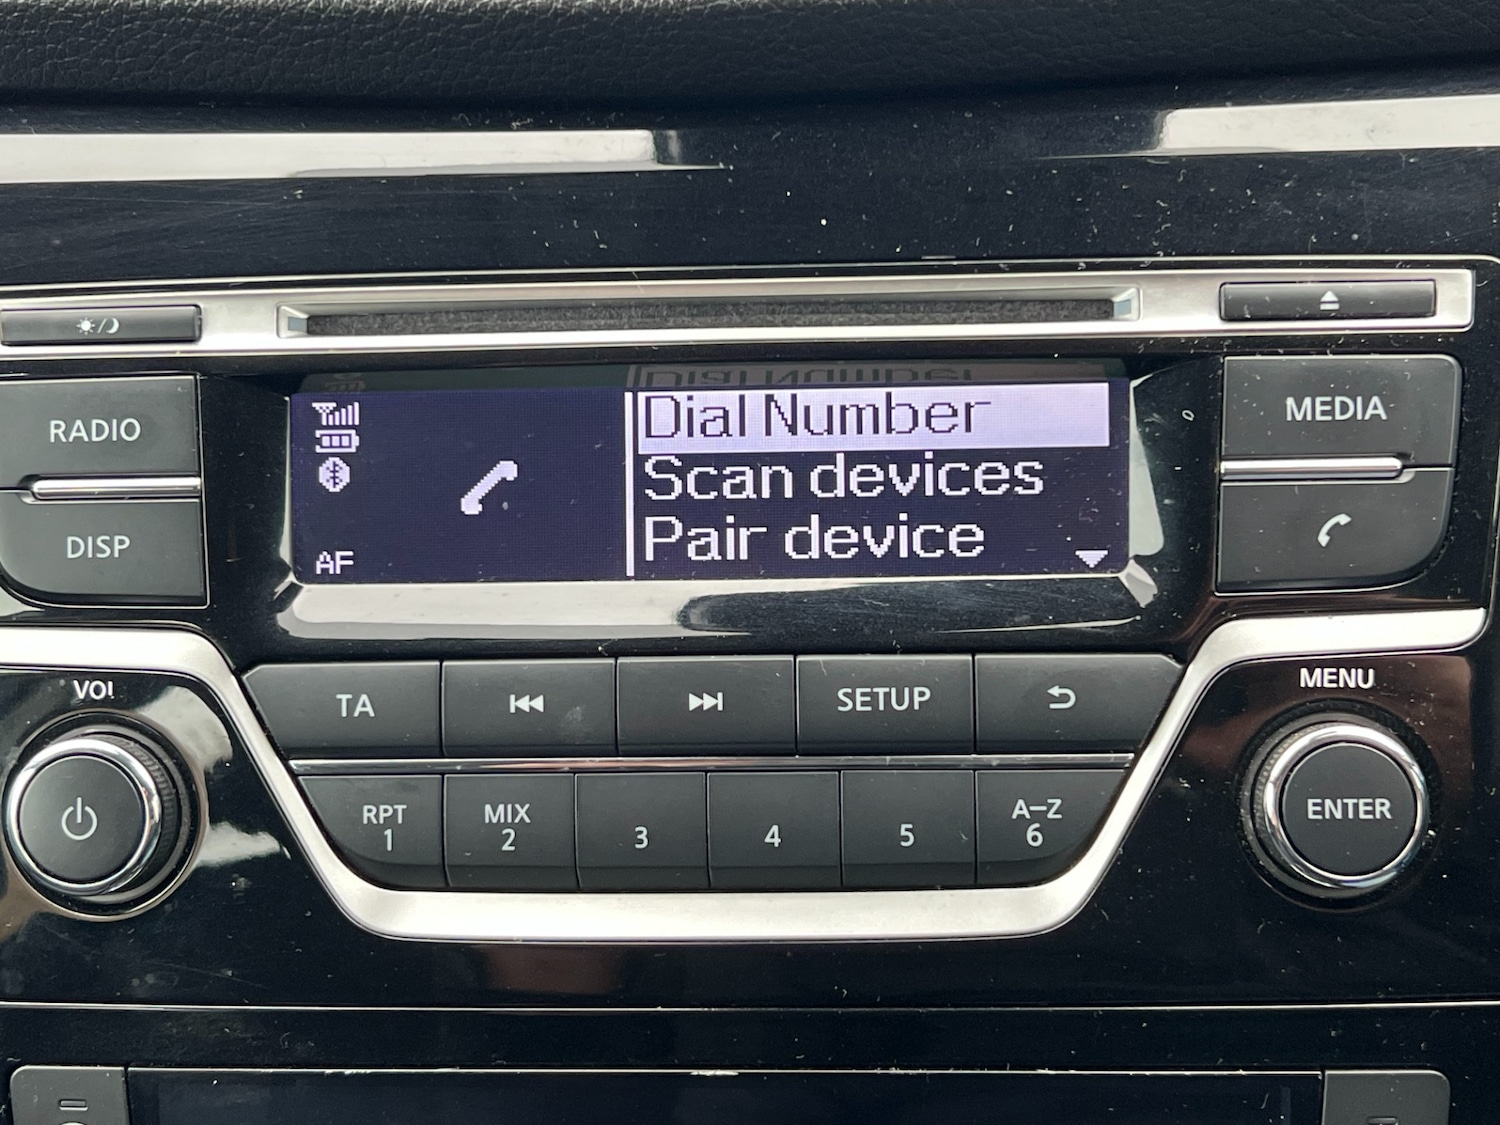 RADIO
DISP
AF
Dial Number
Scan devices
Pair device
MEDIA
VOL
TA
SETUP
MENU
RPT
1
MIX
2
3
4
5
A–Z
6
ENTER